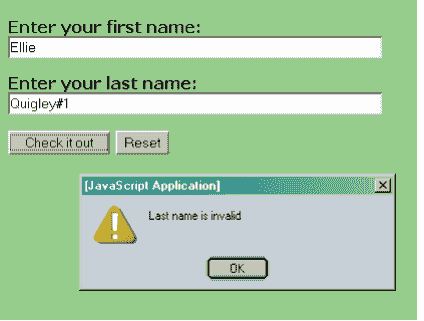 Enter your first name:
Ellie
Enter your last name:
Quigley#1
Check it out Reset
[JavaScript Application]
Last name is invalid
OK